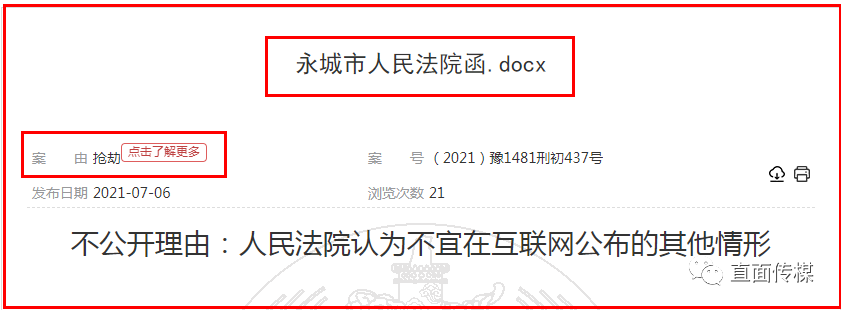 永城市人民法院函.docx
案 由 抢劫 点击了解更多 案 号 （2021）豫1481刑初437号
发布日期 2021-07-06 浏览次数 21
不公开理由：人民法院认为不宜在互联网公布的其他情形
直面传媒